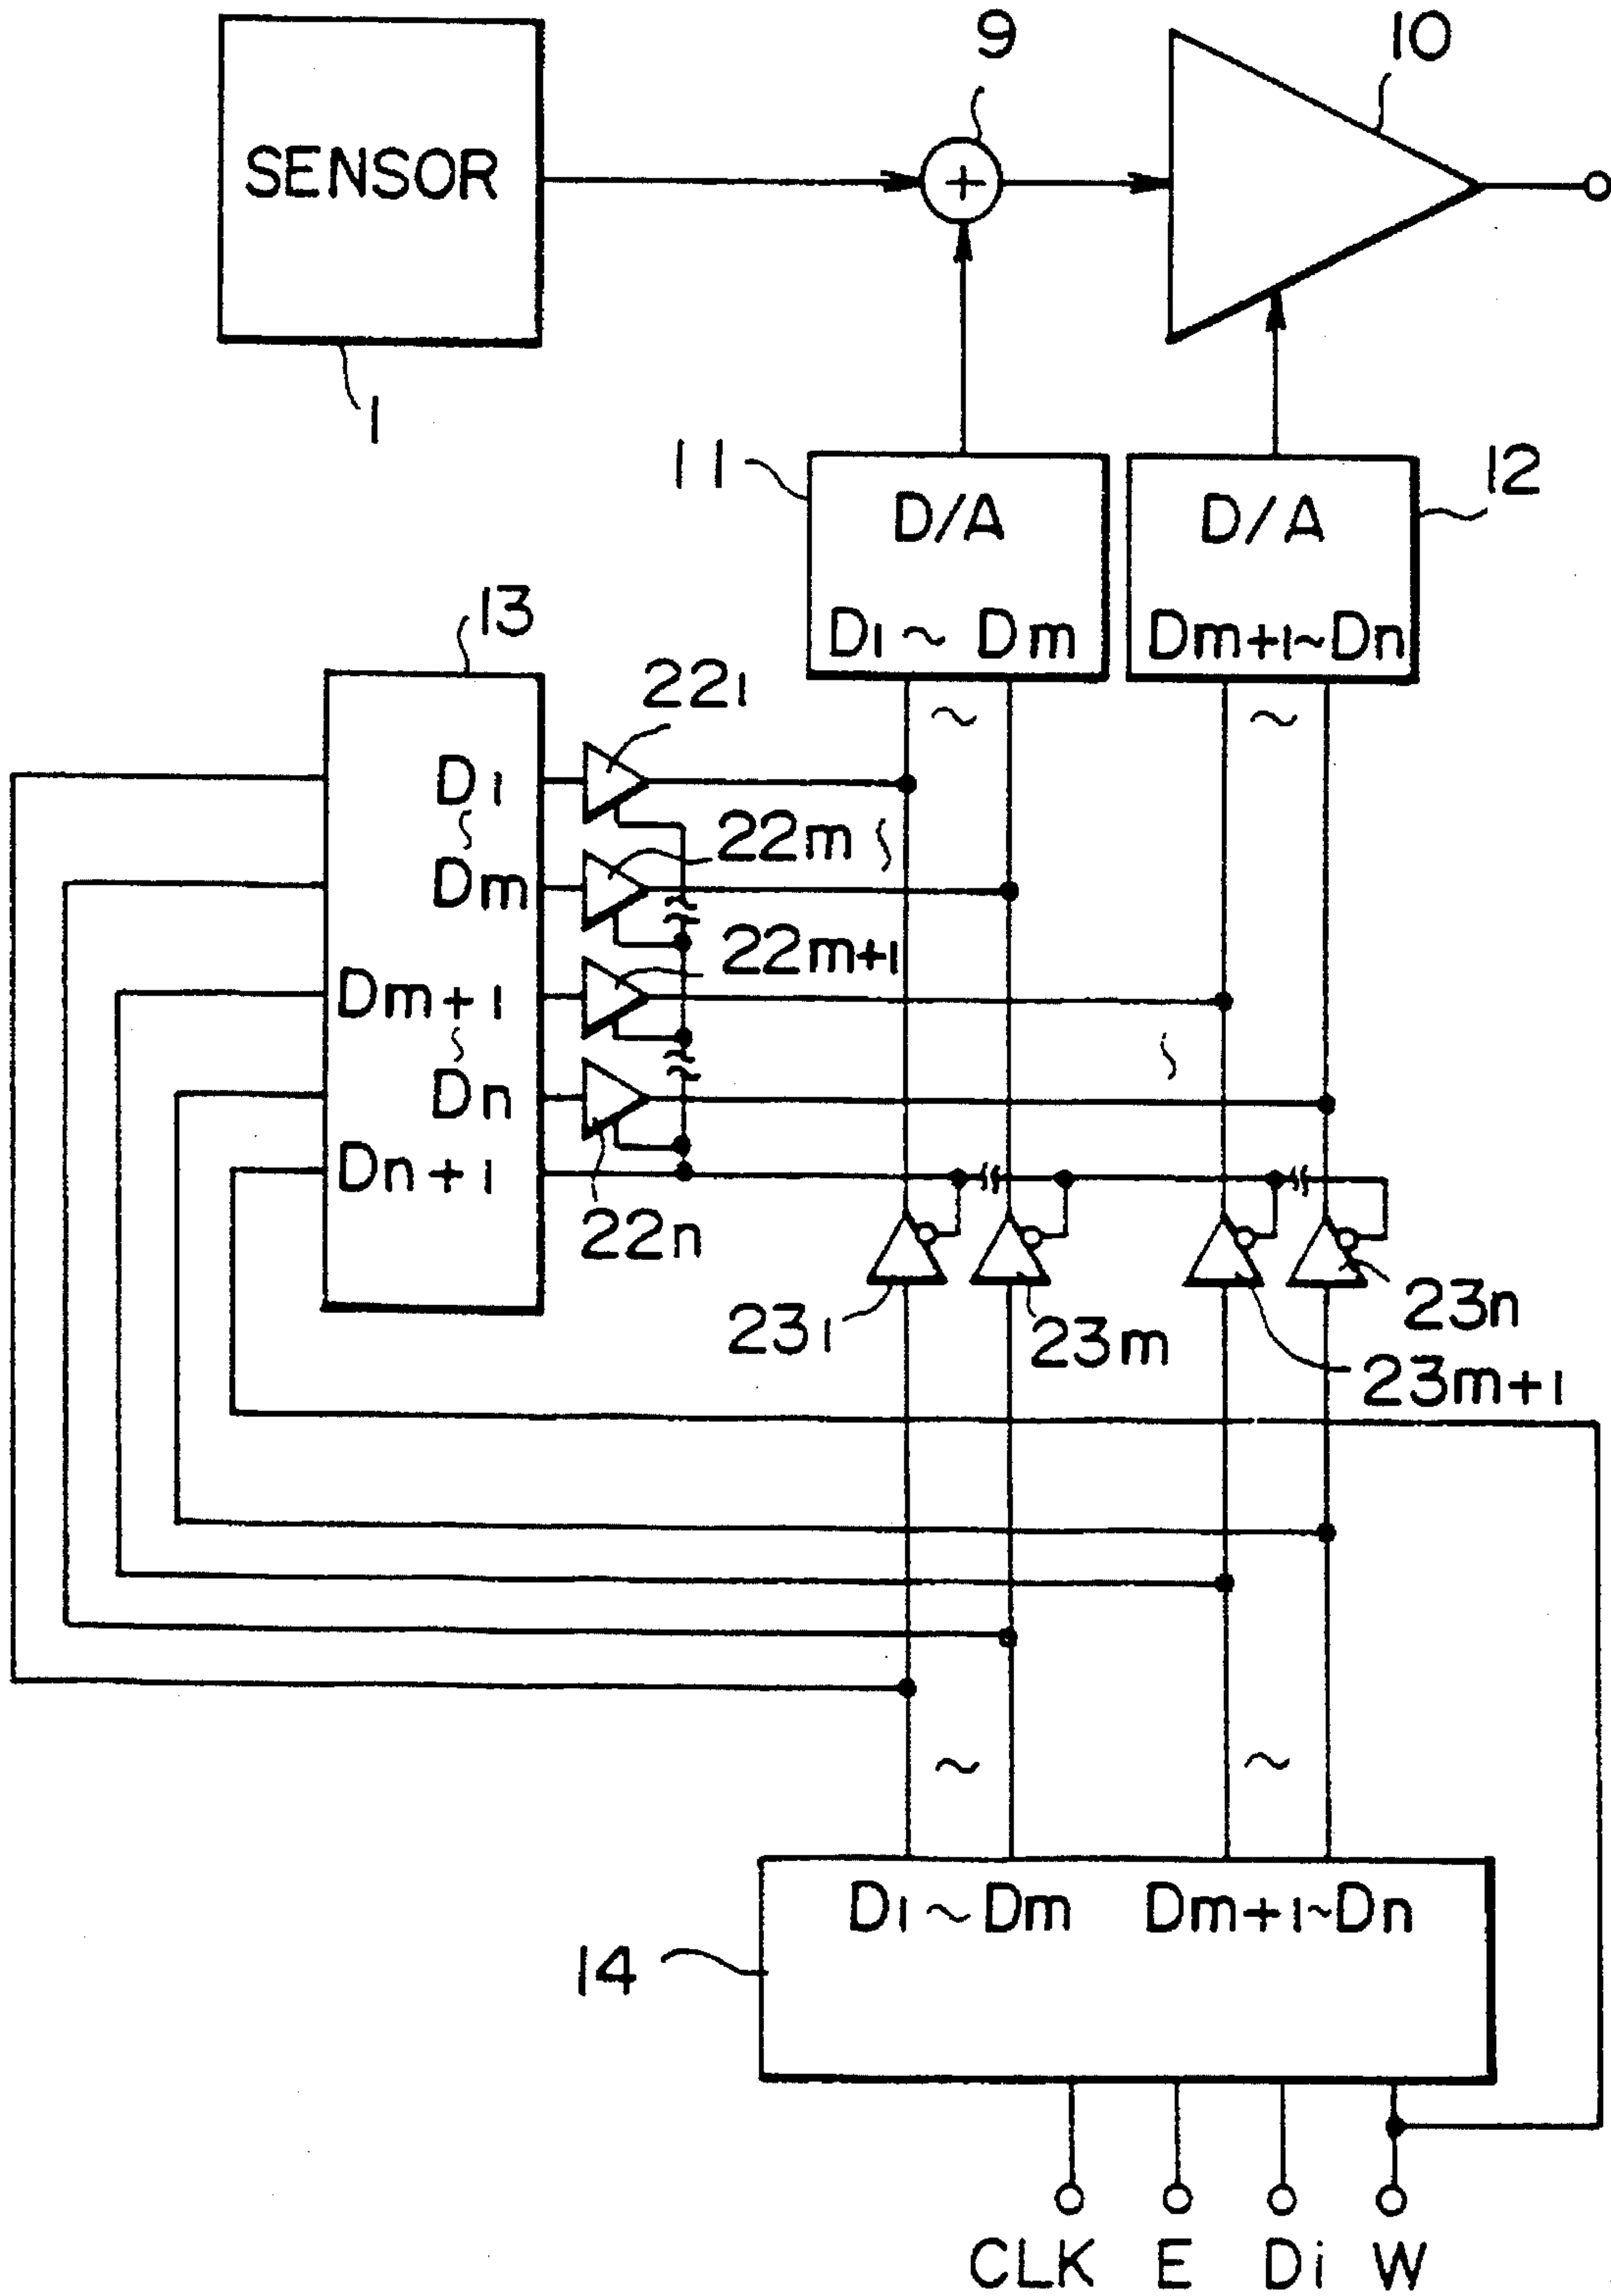 9
10
SENSOR
1
11
12
D/A
D1 ~ Dm
D/A
Dm+1~Dn
13
221
D1
22m
Dm
22m+1
Dm+1
Dn
Dn+1
22n
231
23m
23n
23m+1
D1~Dm Dm+1~Dn
14
CLK E Di W